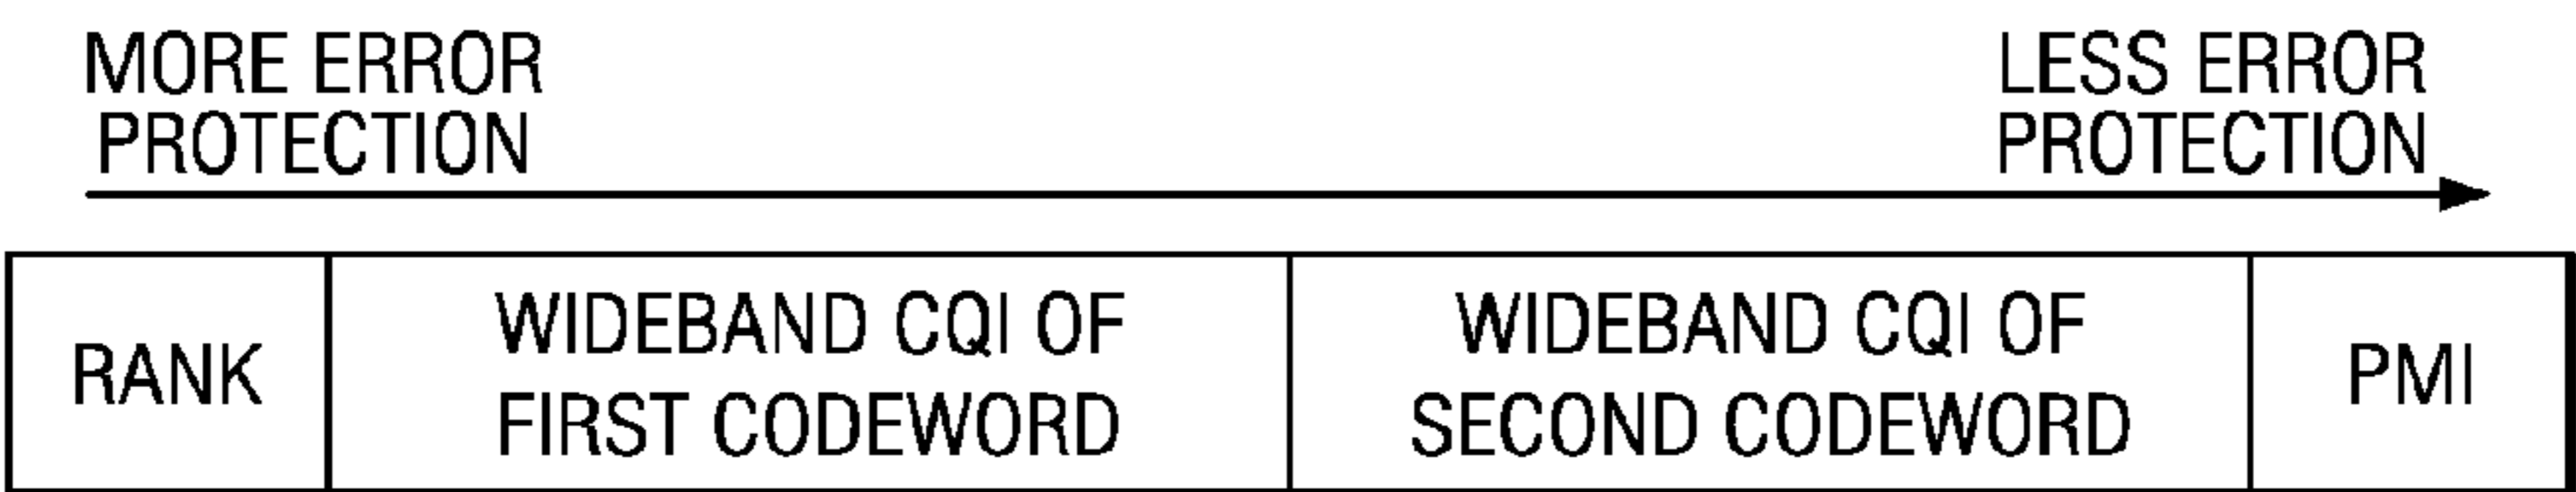 MORE ERROR
PROTECTION
LESS ERROR
PROTECTION
RANK
WIDEBAND CQI OF
FIRST CODEWORD
WIDEBAND CQI OF
SECOND CODEWORD
PMI